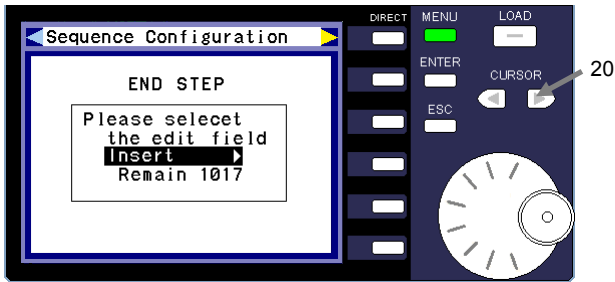 Sequence Configuration
END STEP
Please selecet
the edit field
Insert
Remain 1017
DIRECT
MENU
LOAD
ENTER
CURSOR
ESC
20